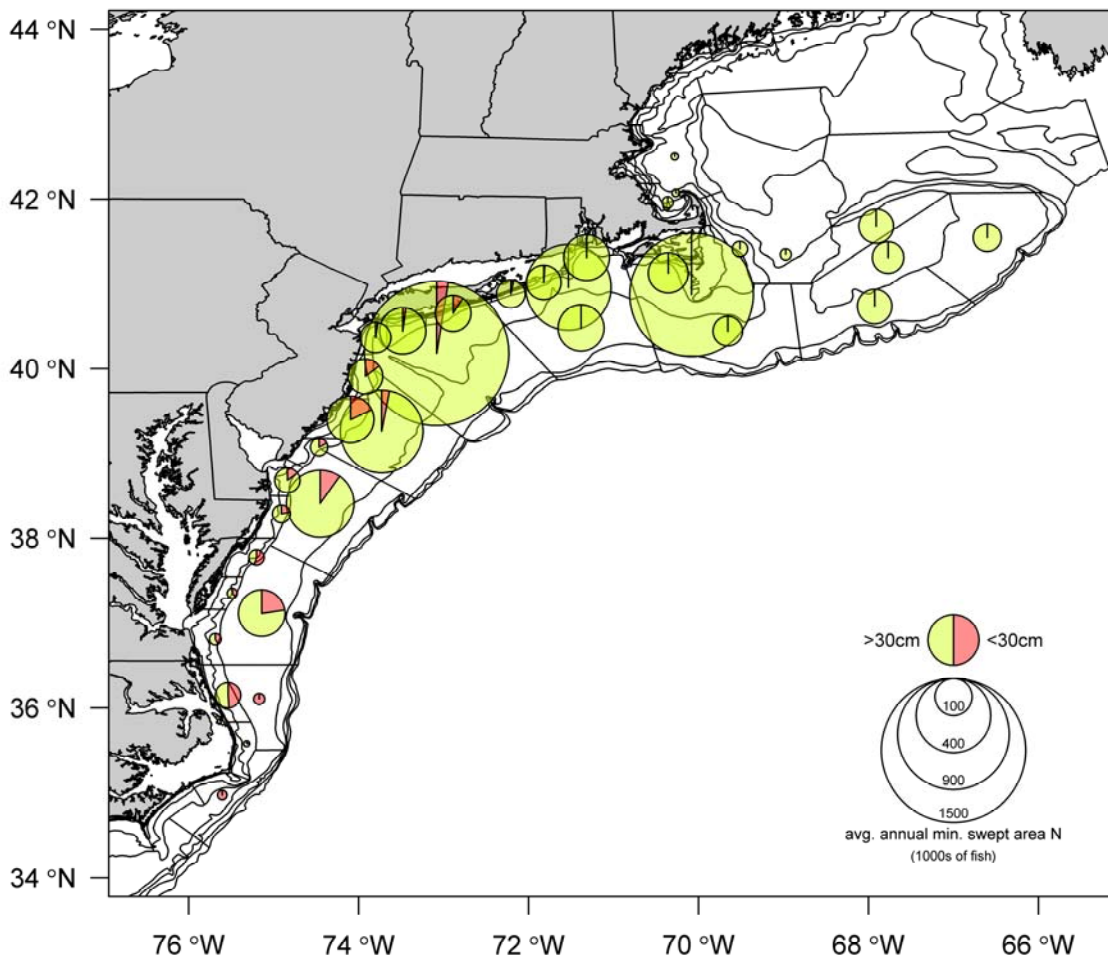 44 °N
42 °N
40 °N
38 °N
36 °N
34 °N
>30cm <30cm
100
400
900
1500
avg. annual min. swept area N
(1000s of fish)
76 °W 74 °W 72 °W 70 °W 68 °W 66 °W